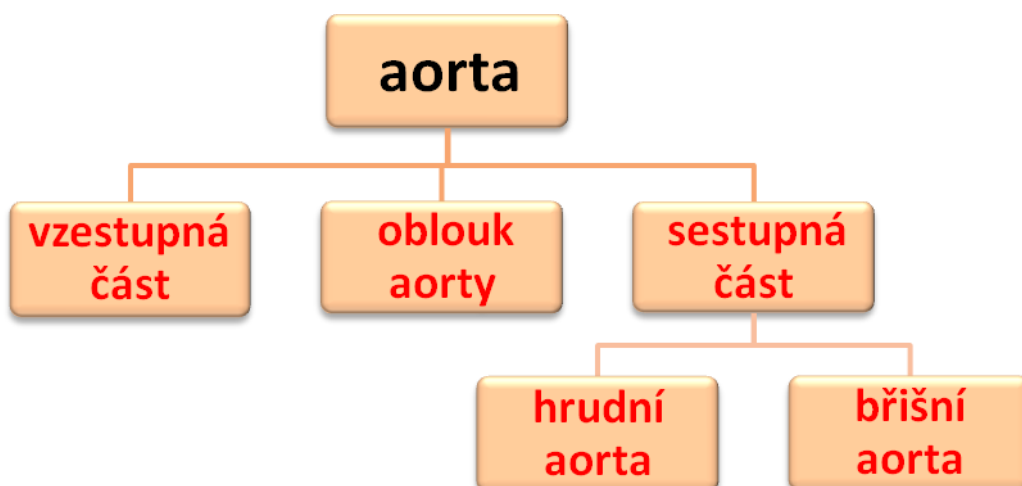 aorta
vzestupná
část
oblouk
aorty
sestupná
část
hrudní
aorta
břišní
aorta